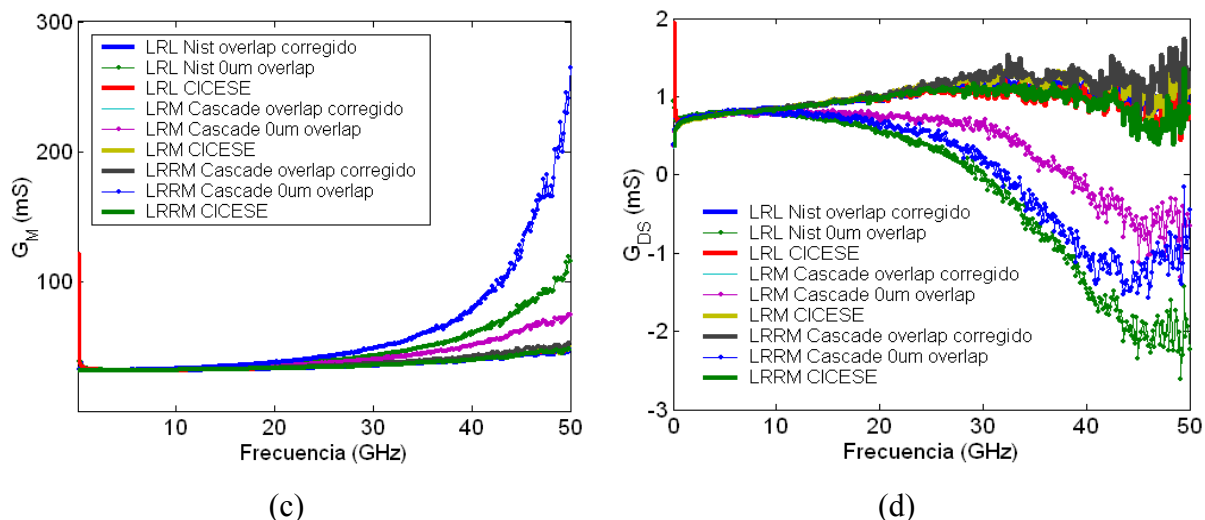 300
200
100
G_M (mS)
LRL Nist overlap corregido
LRL Nist 0um overlap
LRL CICESE
LRM Cascade overlap corregido
LRM Cascade 0um overlap
LRM CICESE
LRRM Cascade overlap corregido
LRRM Cascade 0um overlap
LRRM CICESE
10 20 30 40 50
Frecuencia (GHz)
(c)
2
1
0
-1
-2
-3
G_DS (mS)
LRL Nist overlap corregido
LRL Nist 0um overlap
LRL CICESE
LRM Cascade overlap corregido
LRM Cascade 0um overlap
LRM CICESE
LRRM Cascade overlap corregido
LRRM Cascade 0um overlap
LRRM CICESE
0 10 20 30 40 50
Frecuencia (GHz)
(d)